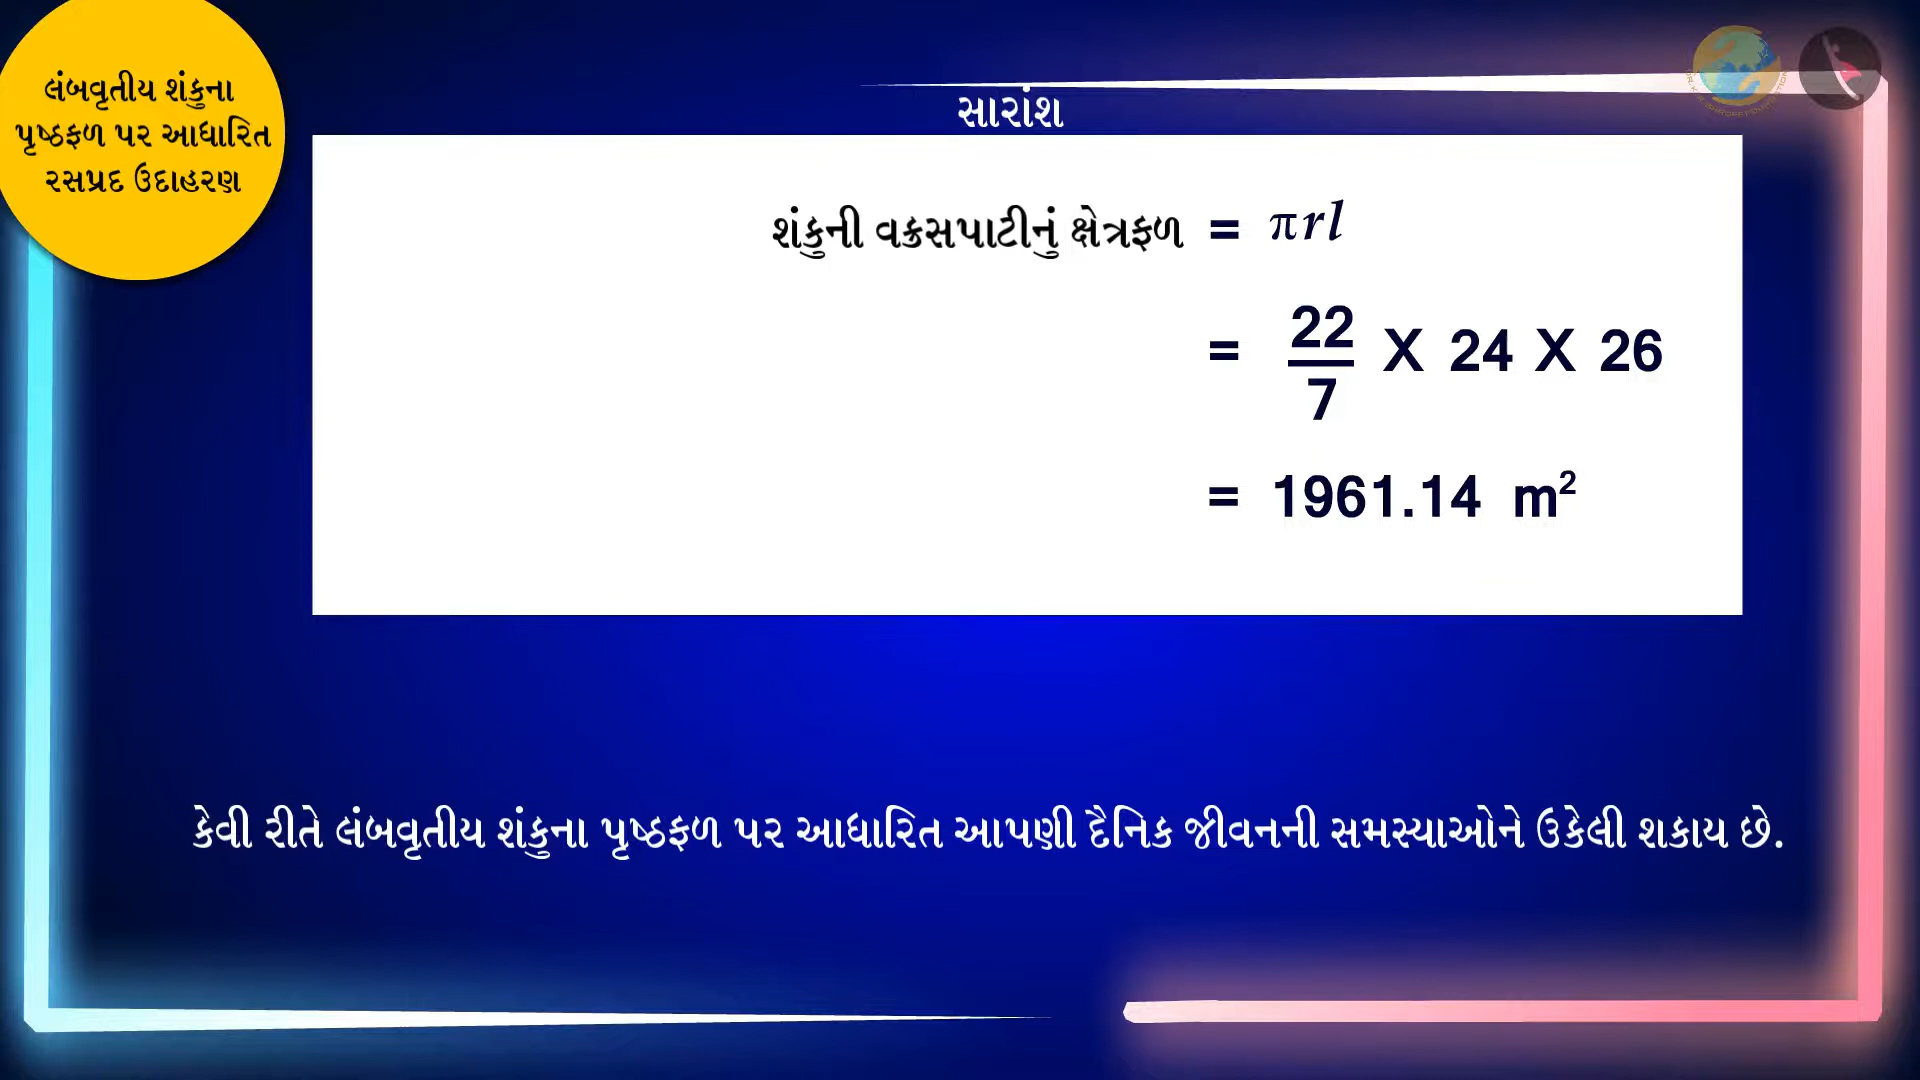 લંબવૃતીય શંકુના
પૃષ્ઠફળ પર આધારિત
રસપ્રદ ઉદાહરણ
સારાંશ
શંકુની વક્રસપાટીનું ક્ષેત્રફળ = πrl
= 22/7 X 24 X 26
= 1961.14 m²
કેવી રીતે લંબવૃતીય શંકુના પૃષ્ઠફળ પર આધારિત આપણી દૈનિક જીવનની સમસ્યાઓને ઉકેલી શકાય છે.